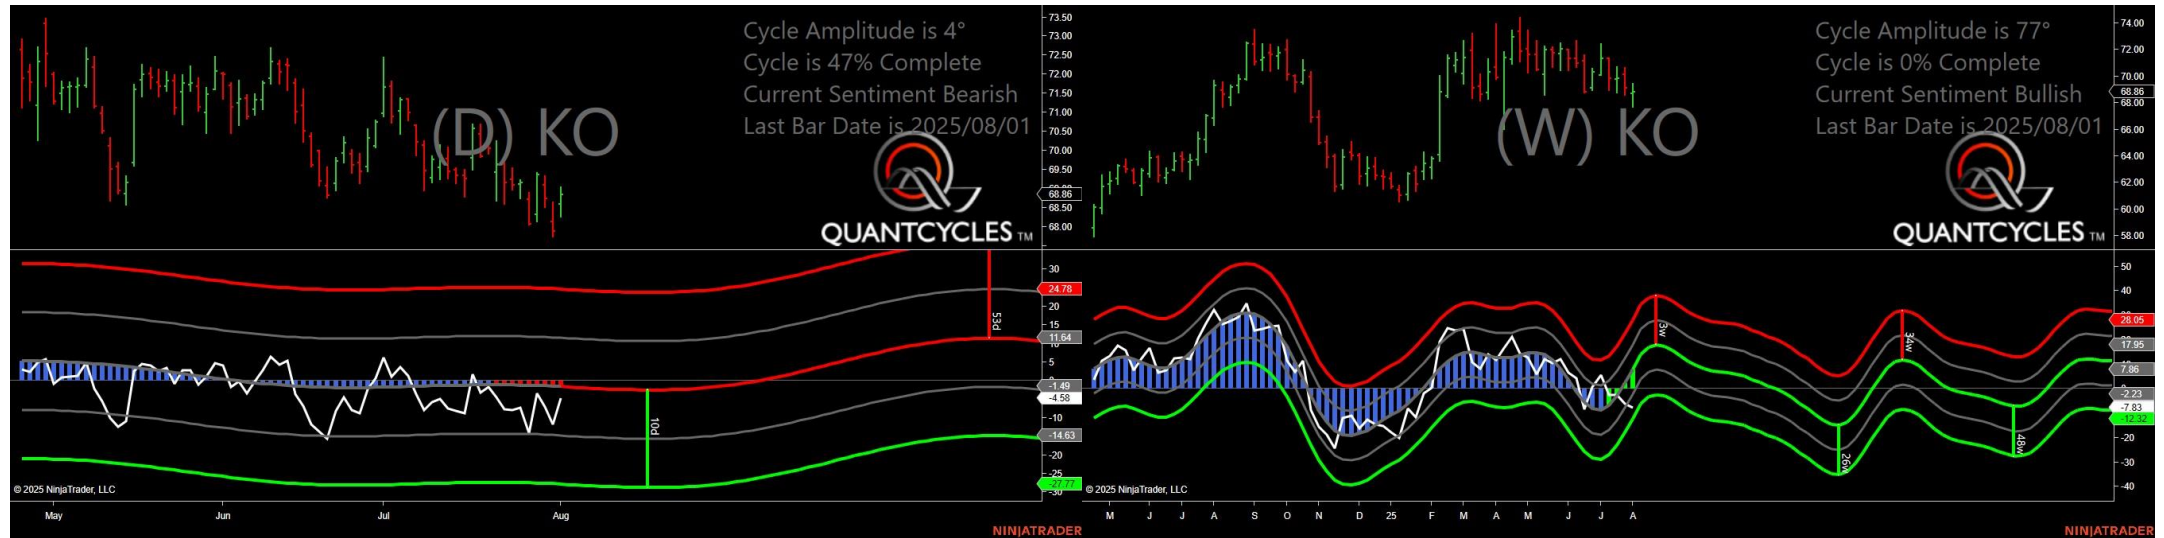 Cycle Amplitude is 4°
Cycle is 47% Complete
Current Sentiment Bearish
Last Bar Date is 2025/08/01
(D) KO
QUANTCYCLES TM
73.50
73.00
72.50
72.00
71.50
71.00
70.50
70.00
69.50
68.86
68.50
68.00
30
24.78
20
15
11.64
10
5
-1.49
-4.58
-10
-14.63
-20
-25
-27.77
-30
53d
10d
© 2025 NinjaTrader, LLC
May
Jun
Jul
Aug
NINJATRADER
Cycle Amplitude is 77°
Cycle is 0% Complete
Current Sentiment Bullish
Last Bar Date is 2025/08/01
(W) KO
QUANTCYCLES TM
74.00
72.00
70.00
68.86
68.00
66.00
64.00
62.00
60.00
58.00
50
40
28.05
17.95
7.86
-2.23
-7.83
-12.32
-20
-30
-40
3w
34w
26w
48w
© 2025 NinjaTrader, LLC
M
J
J
A
S
O
N
D
25
F
M
A
M
J
J
A
NINJATRADER